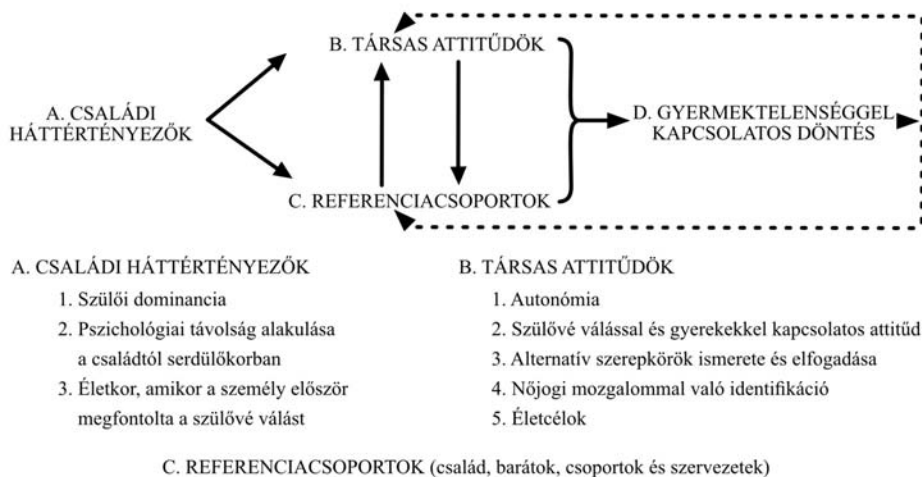 B. TÁRSAS ATTITŰDÖK
A. CSALÁDI
HÁTTÉRTÉNYEZŐK
D. GYERMEKTELENSÉGGEL
KAPCSOLATOS DÖNTÉS
C. REFERENCIACSOPORTOK
A. CSALÁDI HÁTTÉRTÉNYEZŐK
1. Szülői dominancia
2. Pszichológiai távolság alakulása
a családtól serdülőkorban
3. Életkor, amikor a személy először
megfontolta a szülővé válást
B. TÁRSAS ATTITŰDÖK
1. Autonómia
2. Szülővé válással és gyerekekkel kapcsolatos attitűd
3. Alternatív szerepkörök ismerete és elfogadása
4. Nőjogi mozgalommal való identifikáció
5. Életcélok
C. REFERENCIACSOPORTOK (család, barátok, csoportok és szervezetek)